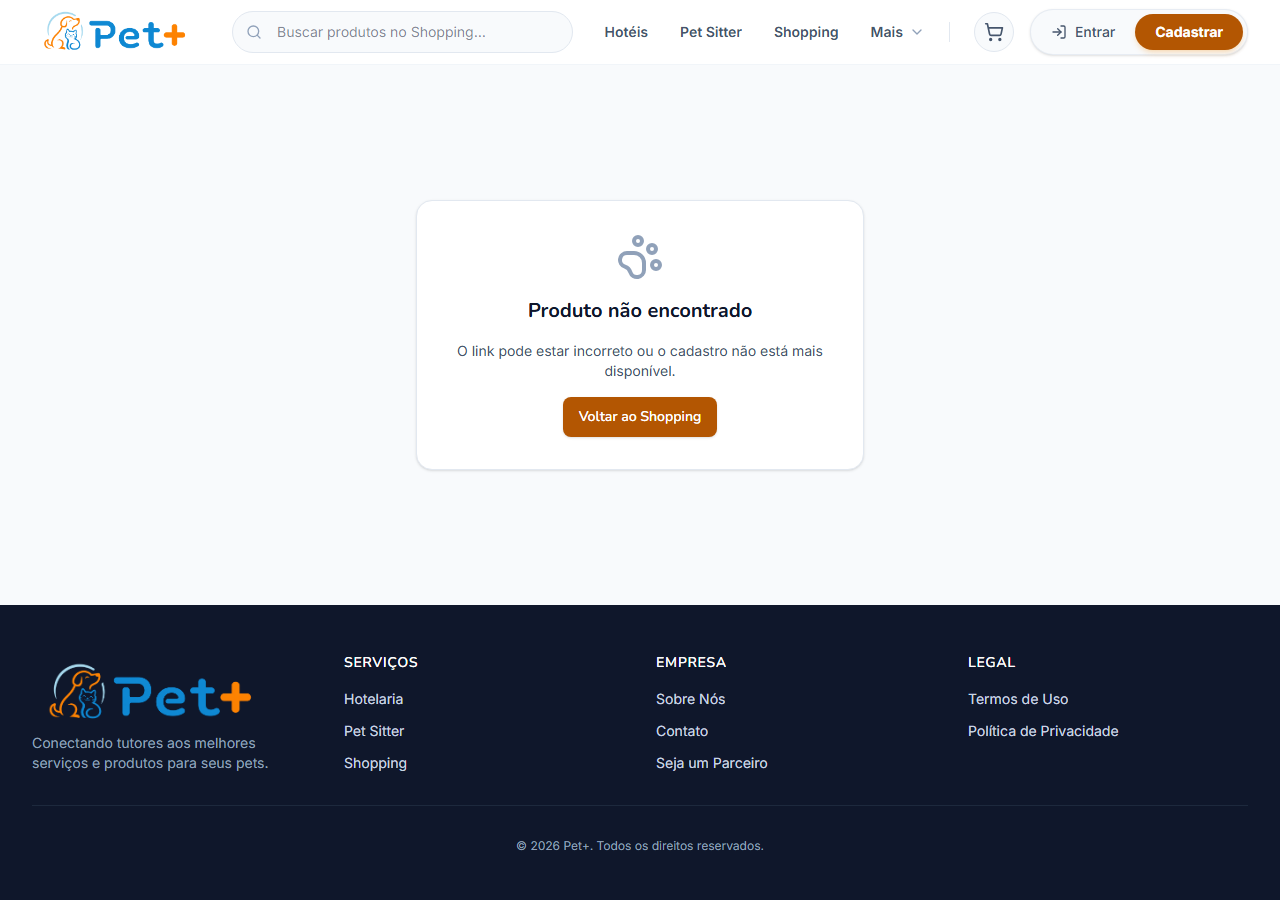 Pet+
Buscar produtos no Shopping...
Hotéis
Pet Sitter
Shopping
Mais
Entrar
Cadastrar
Produto não encontrado
O link pode estar incorreto ou o cadastro não está mais
disponível.
Voltar ao Shopping
Pet+
Conectando tutores aos melhores
serviços e produtos para seus pets.
SERVIÇOS
Hotelaria
Pet Sitter
Shopping
EMPRESA
Sobre Nós
Contato
Seja um Parceiro
LEGAL
Termos de Uso
Política de Privacidade
© 2026 Pet+. Todos os direitos reservados.